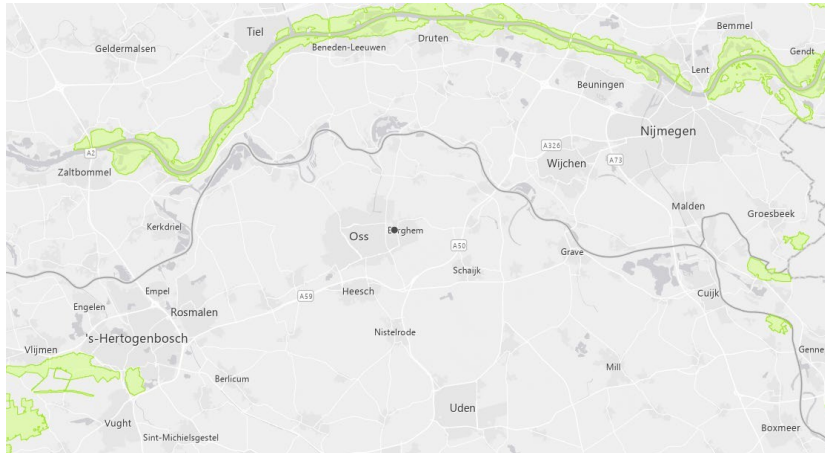 Bemmel
Tiel
Druten
Beneden-Leeuwen
Geldermalsen
Gendt
Lent
Beuningen
Nijmegen
A326
A2
A73
Wijchen
Zaltbommel
Malden
Groesbeek
Kerkdriel
Berghem
Oss
A50
Grave
Schaijk
Empel
Heesch
A59
Cuijk
Engelen
Rosmalen
Nistelrode
's-Hertogenbosch
Vlijmen
Genne
Mill
Berlicum
Uden
Vught
Boxmeer
Sint-Michielsgestel